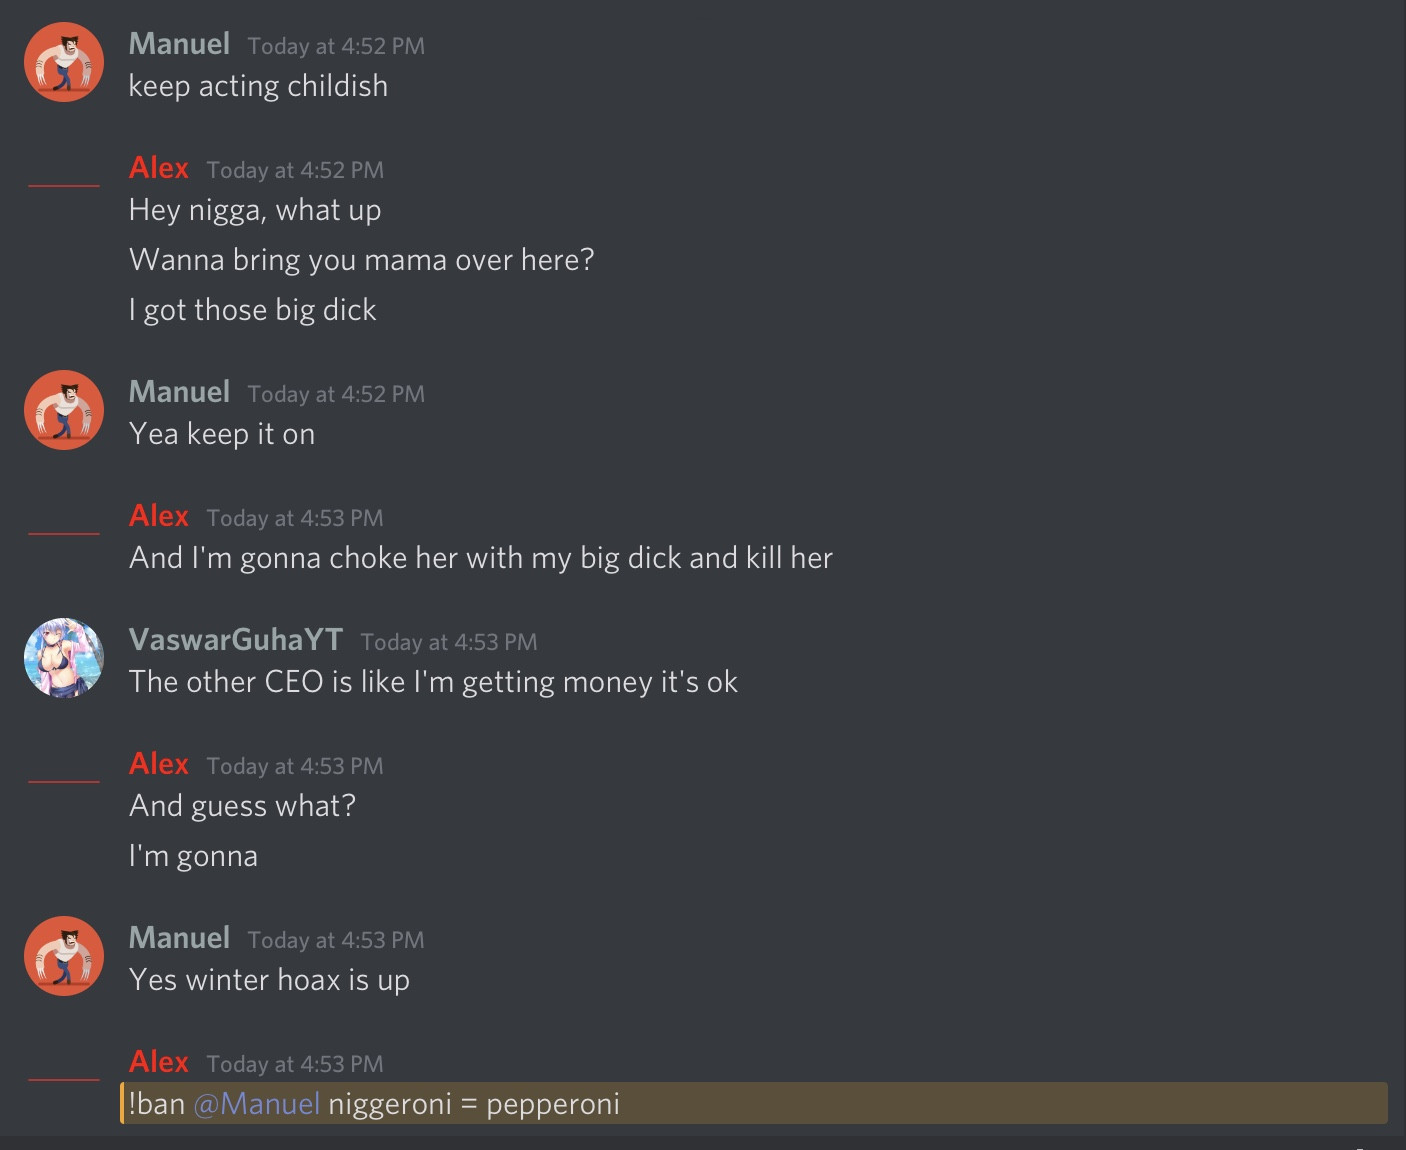 Manuel Today at 4:52 PM
keep acting childish
Alex Today at 4:52 PM
Hey nigga, what up
Wanna bring you mama over here?
I got those big dick
Manuel Today at 4:52 PM
Yea keep it on
Alex Today at 4:53 PM
And I'm gonna choke her with my big dick and kill her
VaswarGuhaYT Today at 4:53 PM
The other CEO is like I'm getting money it's ok
Alex Today at 4:53 PM
And guess what?
I'm gonna
Manuel Today at 4:53 PM
Yes winter hoax is up
Alex Today at 4:53 PM
!ban @Manuel niggeroni = pepperoni